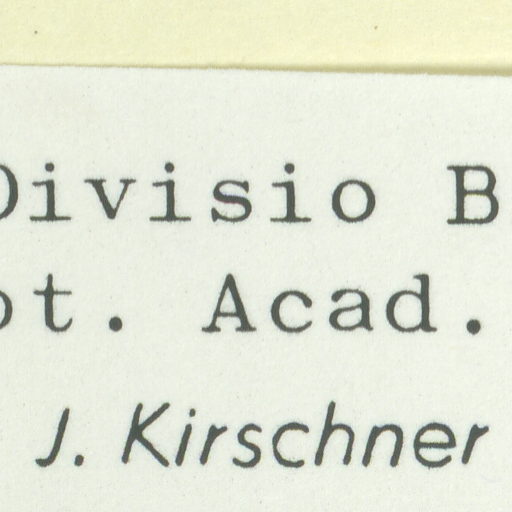 Divisio B
ot. Acad.
J. Kirschner